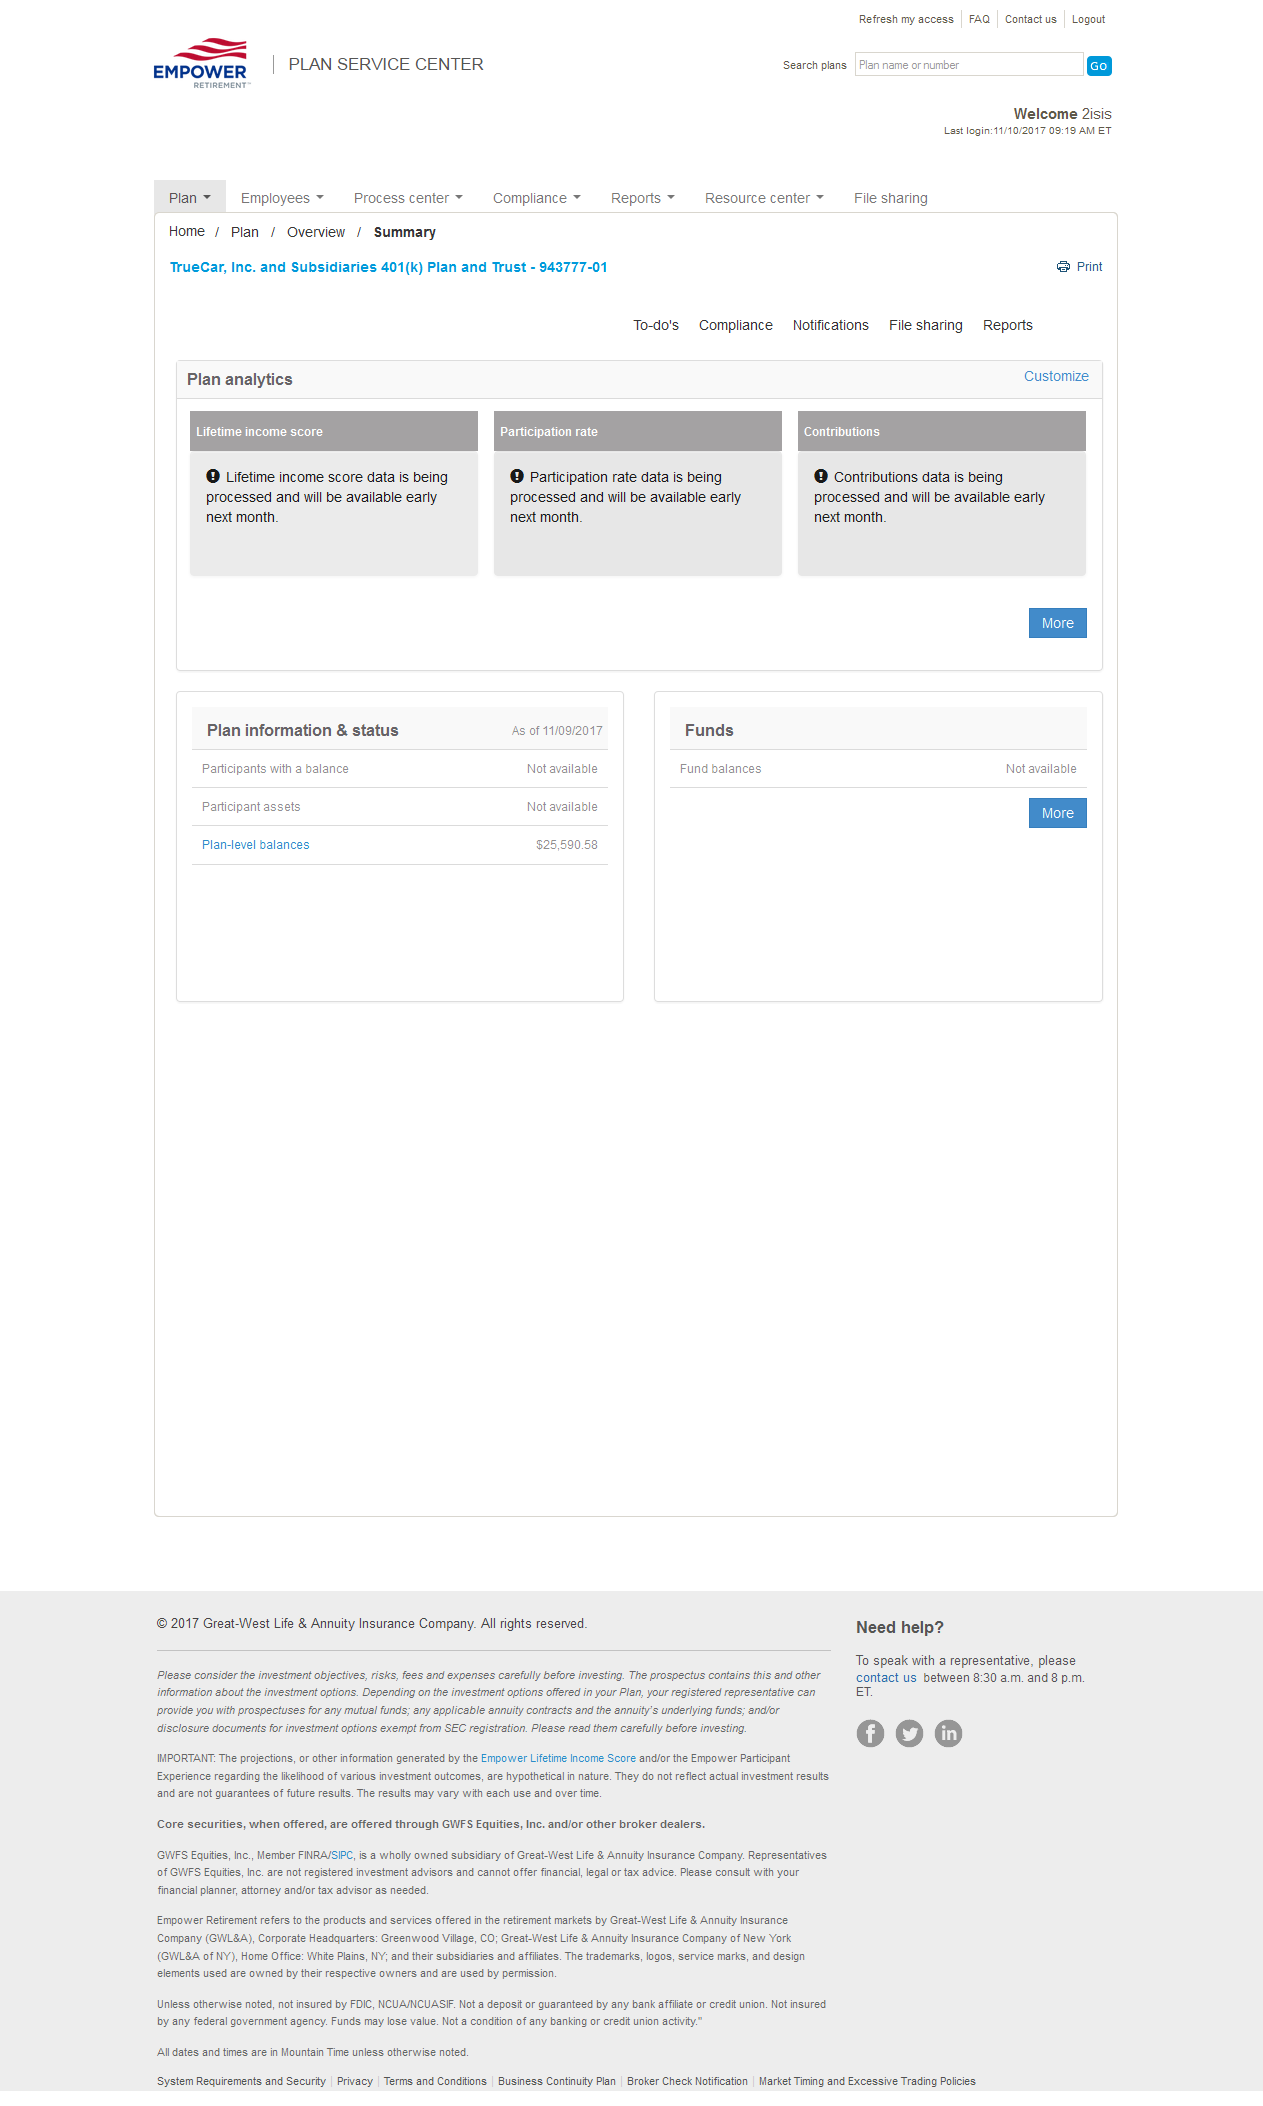 Refresh my access FAQ Contact us Logout
EMPOWER
RETIREMENT™
PLAN SERVICE CENTER
Search plans Plan name or number Go
Welcome 2isis
Last login:11/10/2017 09:19 AM ET
Plan Employees Process center Compliance Reports Resource center File sharing
Home / Plan / Overview / Summary
TrueCar, Inc. and Subsidiaries 401(k) Plan and Trust - 943777-01
Print
To-do's Compliance Notifications File sharing Reports
Plan analytics
Customize
Lifetime income score
Lifetime income score data is being
processed and will be available early
next month.
Participation rate
Participation rate data is being
processed and will be available early
next month.
Contributions
Contributions data is being
processed and will be available early
next month.
More
Plan information & status As of 11/09/2017
Participants with a balance Not available
Participant assets Not available
Plan-level balances $25,590.58
Funds
Fund balances Not available
More
© 2017 Great-West Life & Annuity Insurance Company. All rights reserved.
Please consider the investment objectives, risks, fees and expenses carefully before investing. The prospectus contains this and other
information about the investment options. Depending on the investment options offered in your Plan, your registered representative can
provide you with prospectuses for any mutual funds; any applicable annuity contracts and the annuity's underlying funds; and/or
disclosure documents for investment options exempt from SEC registration. Please read them carefully before investing.
IMPORTANT: The projections, or other information generated by the Empower Lifetime Income Score and/or the Empower Participant
Experience regarding the likelihood of various investment outcomes, are hypothetical in nature. They do not reflect actual investment results
and are not guarantees of future results. The results may vary with each use and over time.
Core securities, when offered, are offered through GWFS Equities, Inc. and/or other broker dealers.
GWFS Equities, Inc., Member FINRA/SIPC, is a wholly owned subsidiary of Great-West Life & Annuity Insurance Company. Representatives
of GWFS Equities, Inc. are not registered investment advisors and cannot offer financial, legal or tax advice. Please consult with your
financial planner, attorney and/or tax advisor as needed.
Empower Retirement refers to the products and services offered in the retirement markets by Great-West Life & Annuity Insurance
Company (GWL&A), Corporate Headquarters: Greenwood Village, CO; Great-West Life & Annuity Insurance Company of New York
(GWL&A of NY), Home Office: White Plains, NY; and their subsidiaries and affiliates. The trademarks, logos, service marks, and design
elements used are owned by their respective owners and are used by permission.
Unless otherwise noted, not insured by FDIC, NCUA/NCUASIF. Not a deposit or guaranteed by any bank affiliate or credit union. Not insured
by any federal government agency. Funds may lose value. Not a condition of any banking or credit union activity."
All dates and times are in Mountain Time unless otherwise noted.
System Requirements and Security Privacy Terms and Conditions Business Continuity Plan Broker Check Notification Market Timing and Excessive Trading Policies
Need help?
To speak with a representative, please
contact us between 8:30 a.m. and 8 p.m.
ET.